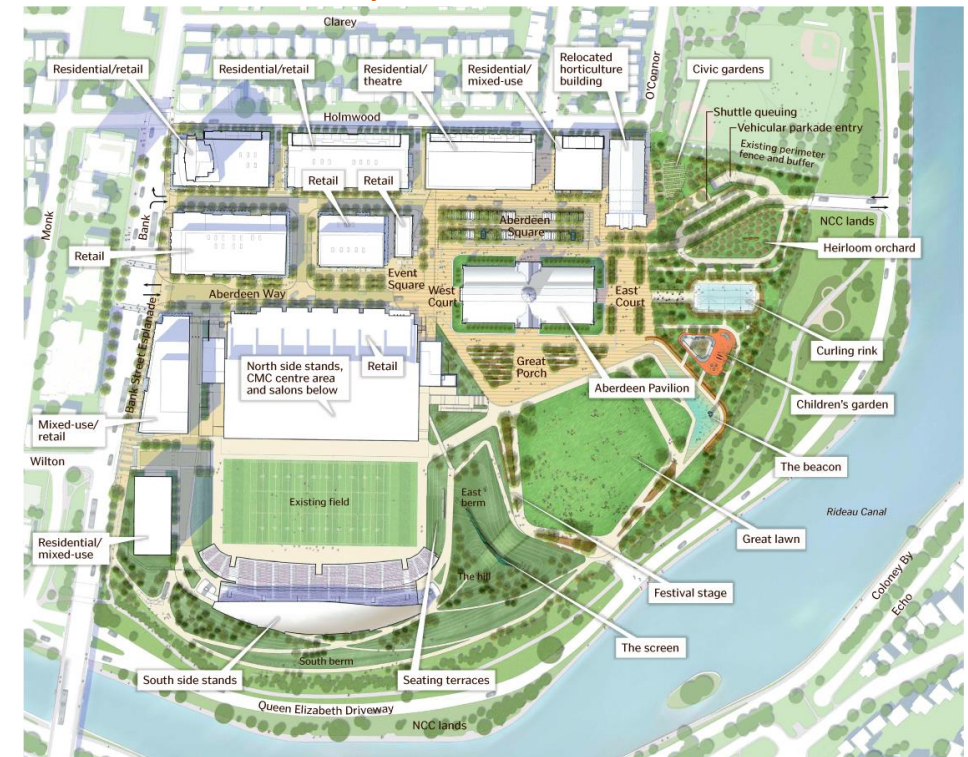 Clarey
Residential/retail
Residential/retail
Residential/
theatre
Residential/
mixed-use
Relocated
horticulture
building
O'Connor
Civic gardens
Shuttle queuing
Vehicular parkade entry
Existing perimeter
fence and buffer
Holmwood
Monk
Bank
Retail
Retail
Retail
Aberdeen
Square
NCC lands
Heirloom orchard
Event
Square
West
Court
East
Court
Aberdeen Way
Bank Street Esplanade
Curling rink
North side stands,
CMC centre area
and salons below
Retail
Great
Porch
Aberdeen Pavilion
Children's garden
Mixed-use/
retail
Wilton
The beacon
Existing field
East
berm
Rideau Canal
Great lawn
Residential/
mixed-use
The hill
Festival stage
Coloney By
Echo
The screen
South berm
South side stands
Seating terraces
Queen Elizabeth Driveway
NCC lands